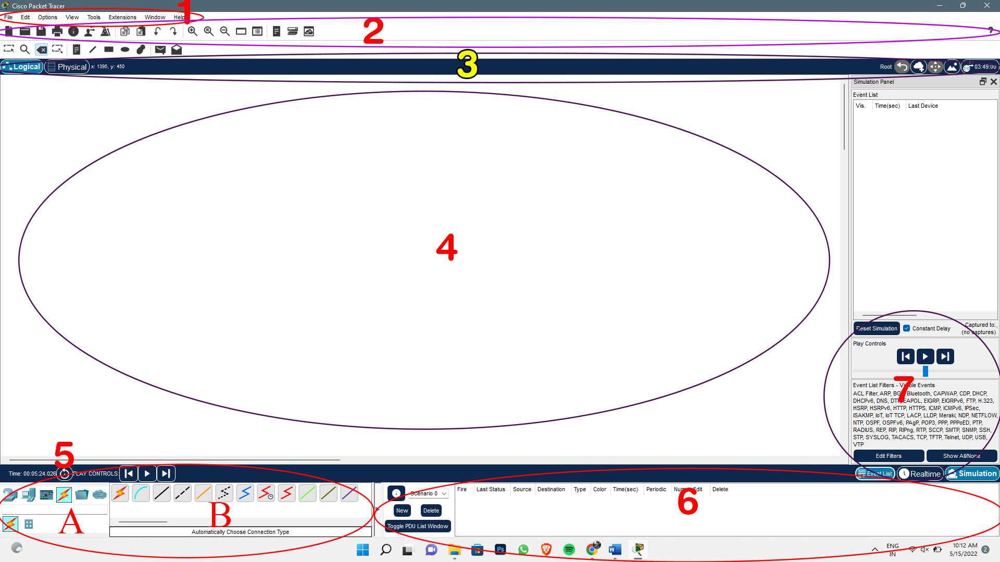 Cisco Packet Tracer
1
File Edit Options View Tools Extensions Window Help
2
?
3
Logical Physical x: 1395, y: 450 Root 03:49:00
Simulation Panel
Event List
Vis. Time(sec) Last Device
4
Reset Simulation Constant Delay Captured to:
(no captures)
Play Controls
7
Event List Filters - Visible Events
ACL Filter, ARP, BGP, Bluetooth, CAPWAP, CDP, DHCP,
DHCPv6, DNS, DTP, EAPOL, EIGRP, EIGRPv6, FTP, H.323,
HSRP, HSRPv6, HTTP, HTTPS, ICMP, ICMPv6, IPSec,
ISAKMP, IoT, IoT TCP, LACP, LLDP, Meraki, NDP, NETFLOW,
NTP, OSPF, OSPFv6, PAgP, POP3, PPP, PPPoED, PTP,
RADIUS, REP, RIP, RIPng, RTP, SCCP, SMTP, SNMP, SSH,
STP, SYSLOG, TACACS, TCP, TFTP, Telnet, UDP, USB,
VTP
Edit Filters Show All/None
5
Time: 00:05:24.026 PLAY CONTROLS: Event List Realtime Simulation
A
B
Automatically Choose Connection Type
Scenario 0
New Delete
Toggle PDU List Window
Fire Last Status Source Destination Type Color Time(sec) Periodic Num Edit Delete
6
Ps
W
ENG
IN
10:12 AM
5/15/2022
2